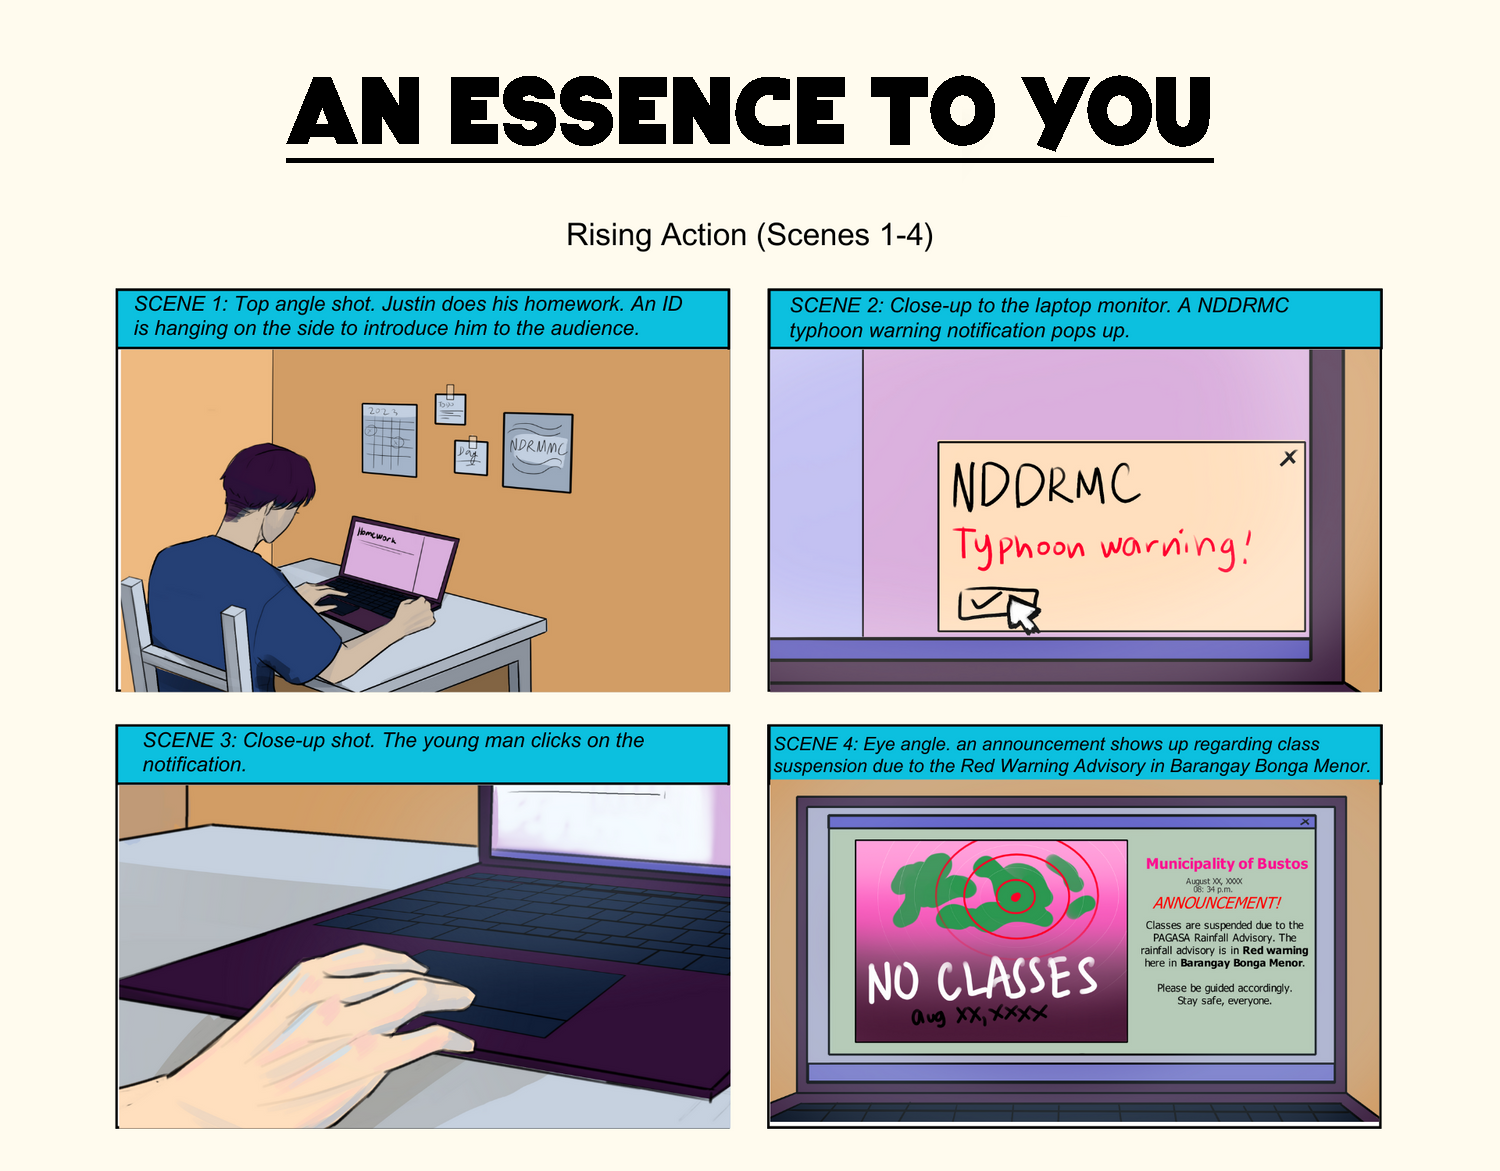 AN ESSENCE TO YOU
Rising Action (Scenes 1-4)
SCENE 1: Top angle shot. Justin does his homework. An ID
is hanging on the side to introduce him to the audience.
2023
NDRMMC
Homework
SCENE 2: Close-up to the laptop monitor. A NDDRMC
typhoon warning notification pops up.
X
NDDRMC
Typhoon warning!
SCENE 3: Close-up shot. The young man clicks on the
notification.
SCENE 4: Eye angle. an announcement shows up regarding class
suspension due to the Red Warning Advisory in Barangay Bonga Menor.
X
NO CLASSES
aug XX, XXXX
Municipality of Bustos
August XX, XXXX
08: 34 p.m.
ANNOUNCEMENT!
Classes are suspended due to the
PAGASA Rainfall Advisory. The
rainfall advisory is in Red warning
here in Barangay Bonga Menor.
Please be guided accordingly.
Stay safe, everyone.